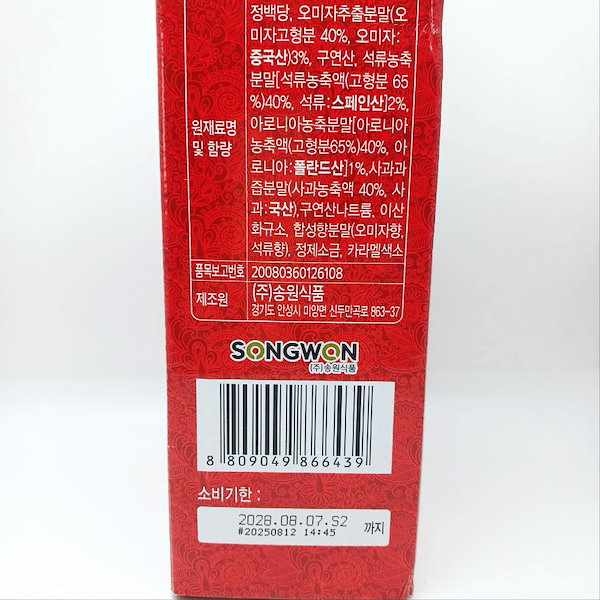 정백당, 오미자추출분말(오
미자고형분 40%, 오미자:
중국산)3%, 구연산, 석류농축
분말[석류농축액(고형분 65
%)40%, 석류:스페인산]2%,
아로니아농축분말[아로니아
농축액(고형분65%)40%, 아
로니아:폴란드산]1%,사과과
즙분말(사과농축액 40%, 사
과:국산),구연산나트륨, 이산
화규소, 합성향분말(오미자향,
석류향), 정제소금, 카라멜색소
원재료명
및 함량
품목보고번호 20080360126108
제조원 (주)송원식품
경기도 안성시 미양면 신두만곡로 863-37
SONGWON
(주)송원식품
8 809049 866439
소비기한 :
2028.08.07.S2 까지
#20250812 14:45